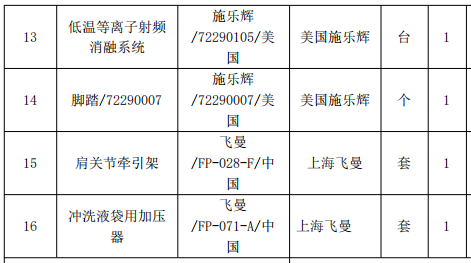 13 低温等离子射频消融系统 施乐辉/72290105/美国 美国施乐辉 台 1
14 脚踏/72290007 施乐辉/72290007/美国 美国施乐辉 个 1
15 肩关节牵引架 飞曼/FP-028-F/中国 上海飞曼 套 1
16 冲洗液袋用加压器 飞曼/FP-071-A/中国 上海飞曼 套 1